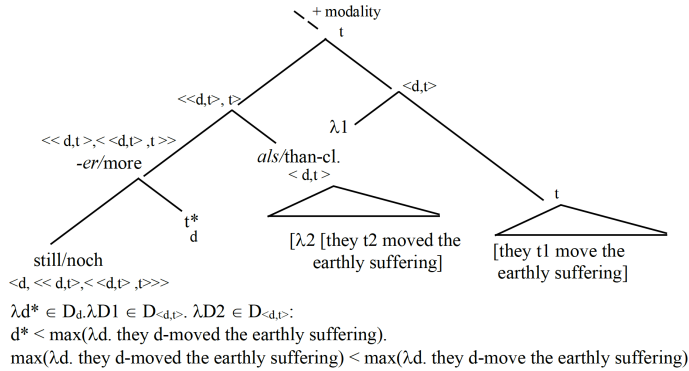 + modality
t
<<d,t>, t>
<d,t>
λ1
<< d,t >,< <d,t> ,t >>
-er/more
als/than-cl.
< d,t >
t*
d
t
still/noch
[λ2 [they t2 moved the
earthly suffering]
[they t1 move the
earthly suffering]
<d, << d,t>,< <d,t> ,t>>>
λd* ∈ Dd.λD1 ∈ D<d,t>. λD2 ∈ D<d,t>:
d* < max(λd. they d-moved the earthly suffering).
max(λd. they d-moved the earthly suffering) < max(λd. they d-move the earthly suffering)